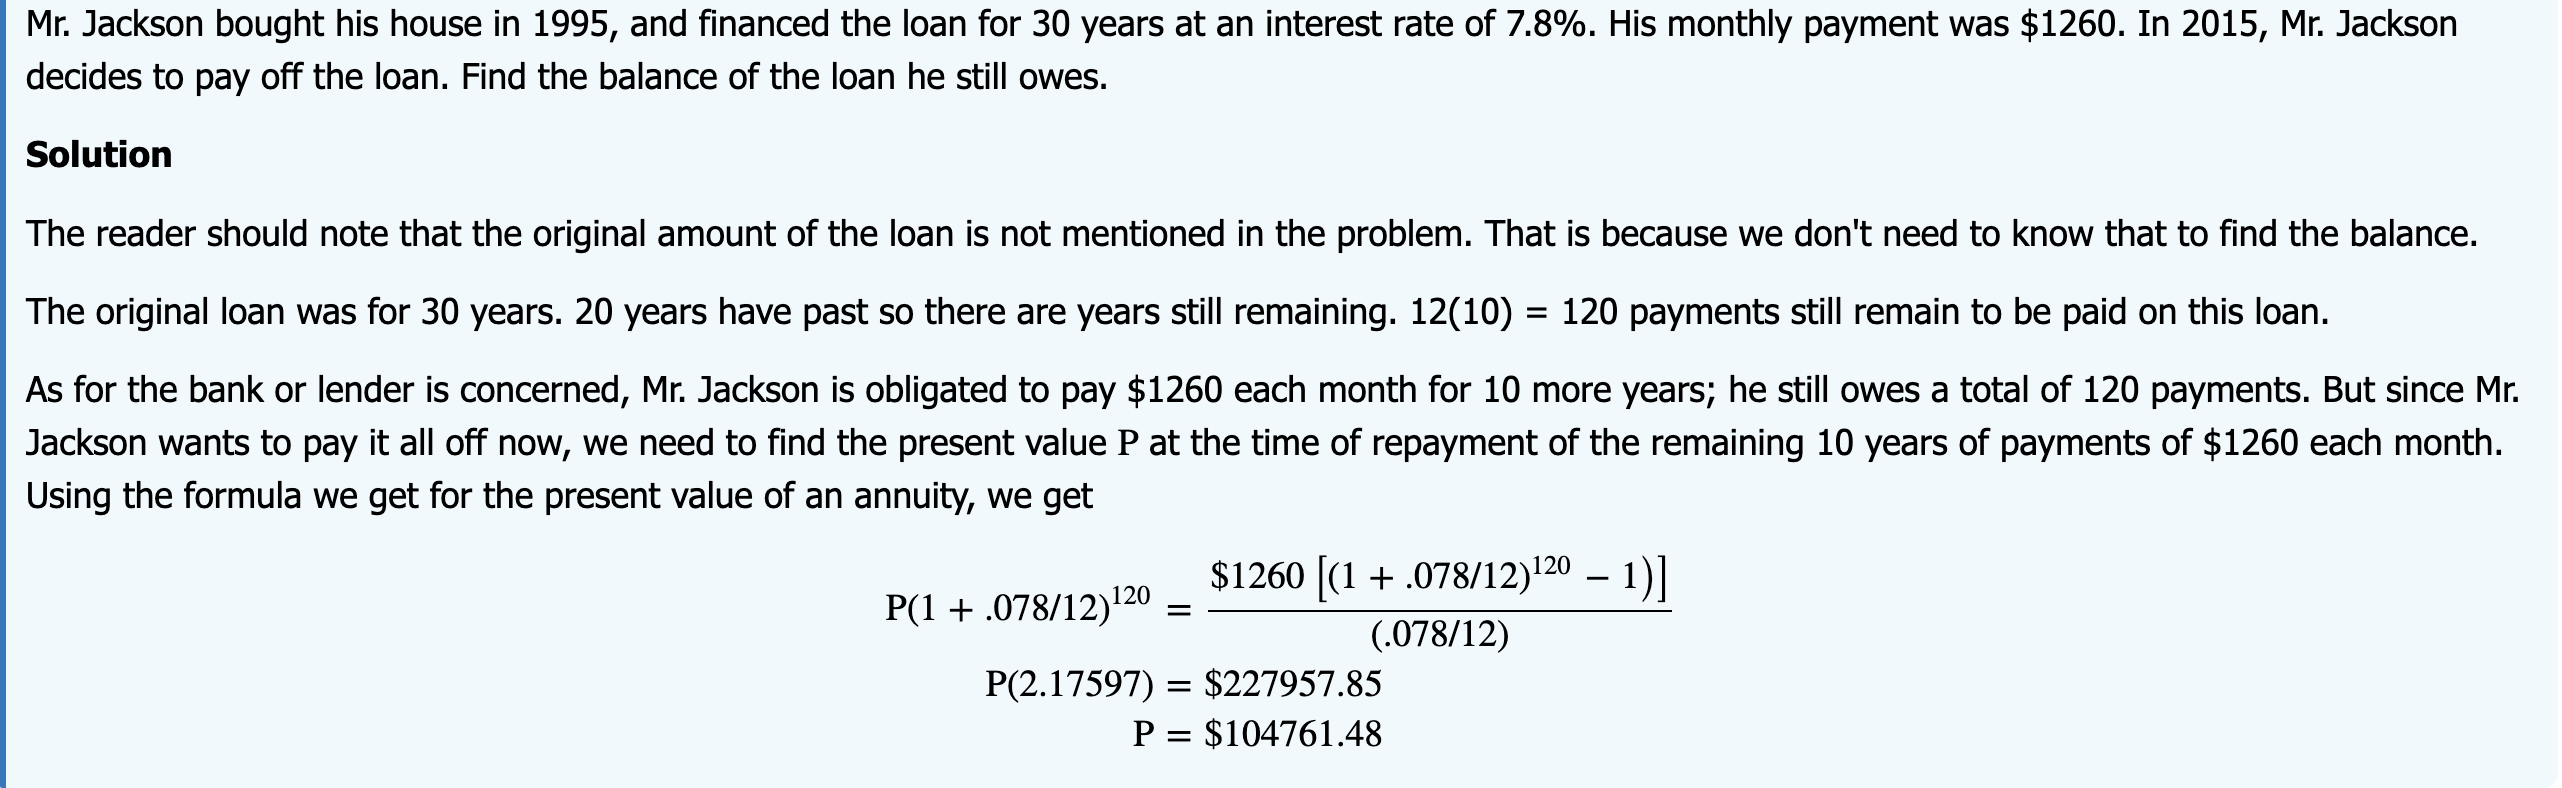 Mr. Jackson bought his house in 1995, and financed the loan for 30 years at an interest rate of 7.8%. His monthly payment was $1260. In 2015, Mr. Jackson
decides to pay off the loan. Find the balance of the loan he still owes.
Solution
The reader should note that the original amount of the loan is not mentioned in the problem. That is because we don't need to know that to find the balance.
The original loan was for 30 years. 20 years have past so there are years still remaining. 12(10) = 120 payments still remain to be paid on this loan.
As for the bank or lender is concerned, Mr. Jackson is obligated to pay $1260 each month for 10 more years; he still owes a total of 120 payments. But since Mr.
Jackson wants to pay it all off now, we need to find the present value P at the time of repayment of the remaining 10 years of payments of $1260 each month.
Using the formula we get for the present value of an annuity, we get
P(1 + .078/12)^120 = $1260 [(1 + .078/12)^120 − 1)] / (.078/12)
P(2.17597) = $227957.85
P = $104761.48